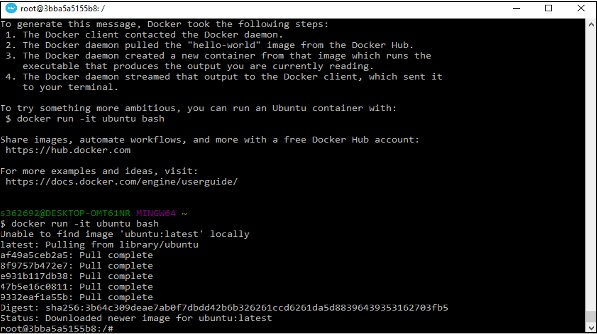 root@3bba5a5155b8: /
To generate this message, Docker took the following steps:
1. The Docker daemon contacted the Docker daemon.
2. The Docker daemon pulled the "hello-world" image from the Docker Hub.
3. The Docker daemon created a new container from that image which runs the
executable that produces the output you are currently reading.
4. The Docker daemon streamed that output to the Docker client, which sent it
to your terminal.
To try something more ambitious, you can run an Ubuntu container with:
$ docker run -it ubuntu bash
Share images, automate workflows, and more with a free Docker Hub account:
https://hub.docker.com
For more examples and ideas, visit:
https://docs.docker.com/engine/userguide/
s362692@DESKTOP-OMT61NR MINGW64 ~
$ docker run -it ubuntu bash
Unable to find image 'ubuntu:latest' locally
latest: Pulling from library/ubuntu
af49a5ceb2a5: Pull complete
8f9757b472e7: Pull complete
e931b117db38: Pull complete
47b5e16c0811: Pull complete
9332eaf1a55b: Pull complete
Digest: sha256:3b64c309deae7ab0f7dbdd42b6b326261ccd6261da5d88396439353162703fb5
Status: Downloaded newer image for ubuntu:latest
root@3bba5a5155b8:/#